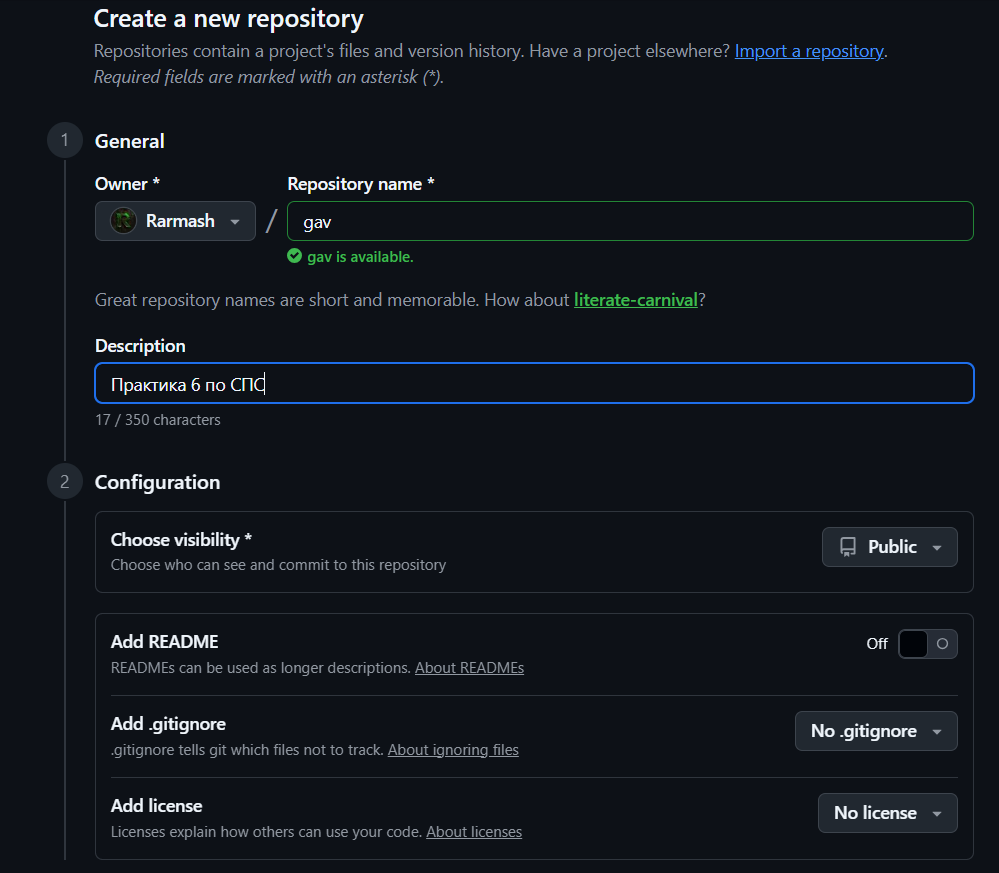 Create a new repository
Repositories contain a project's files and version history. Have a project elsewhere? Import a repository.
Required fields are marked with an asterisk (*).
1 General
Owner * Repository name *
Rarmash / gav
gav is available.
Great repository names are short and memorable. How about literate-carnival?
Description
Практика 6 по СПС
17 / 350 characters
2 Configuration
Choose visibility * Public
Choose who can see and commit to this repository
Add README Off
READMEs can be used as longer descriptions. About READMEs
Add .gitignore No .gitignore
.gitignore tells git which files not to track. About ignoring files
Add license No license
Licenses explain how others can use your code. About licenses